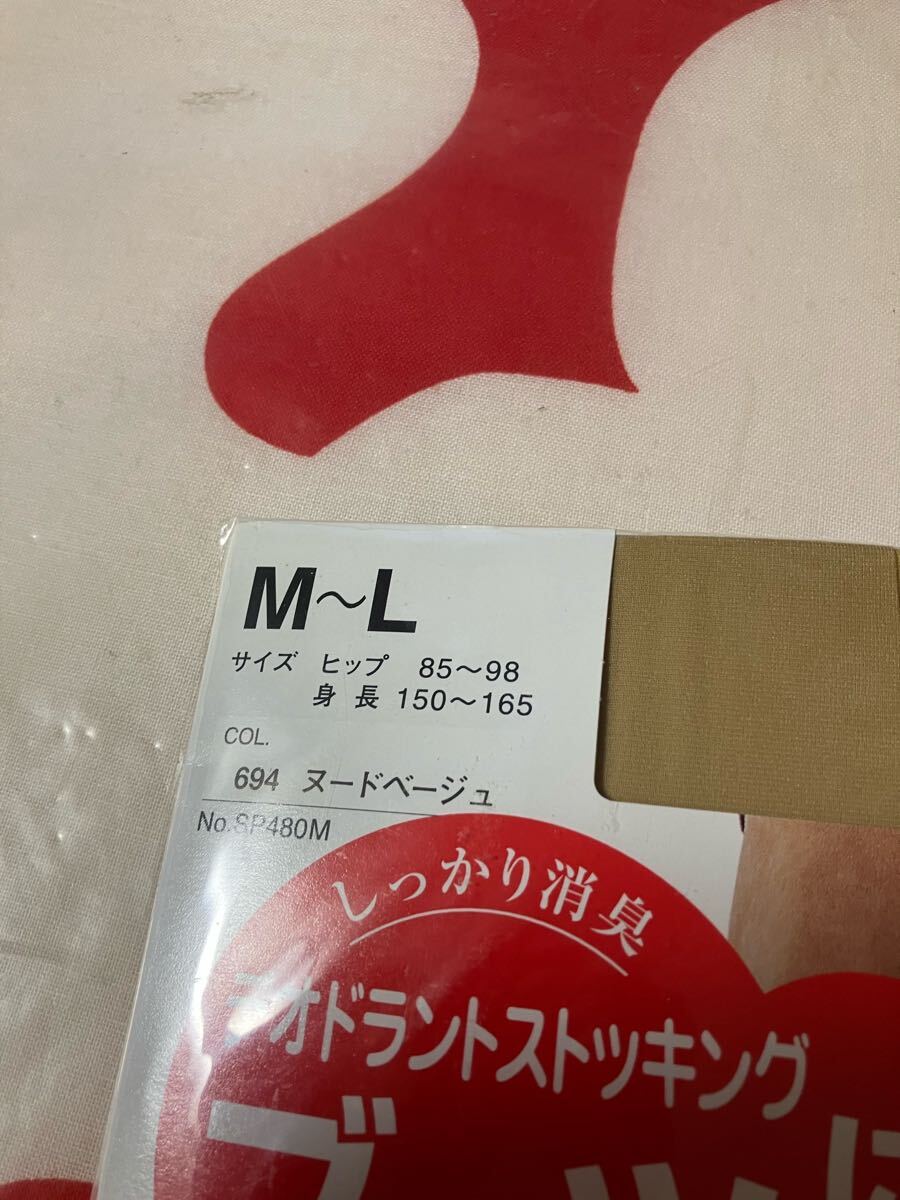 M～L
サイズ ヒップ 85～98
身長 150～165
COL.
694 ヌードベージュ
No.SP480M
しっかり消臭
デオドラントストッキング